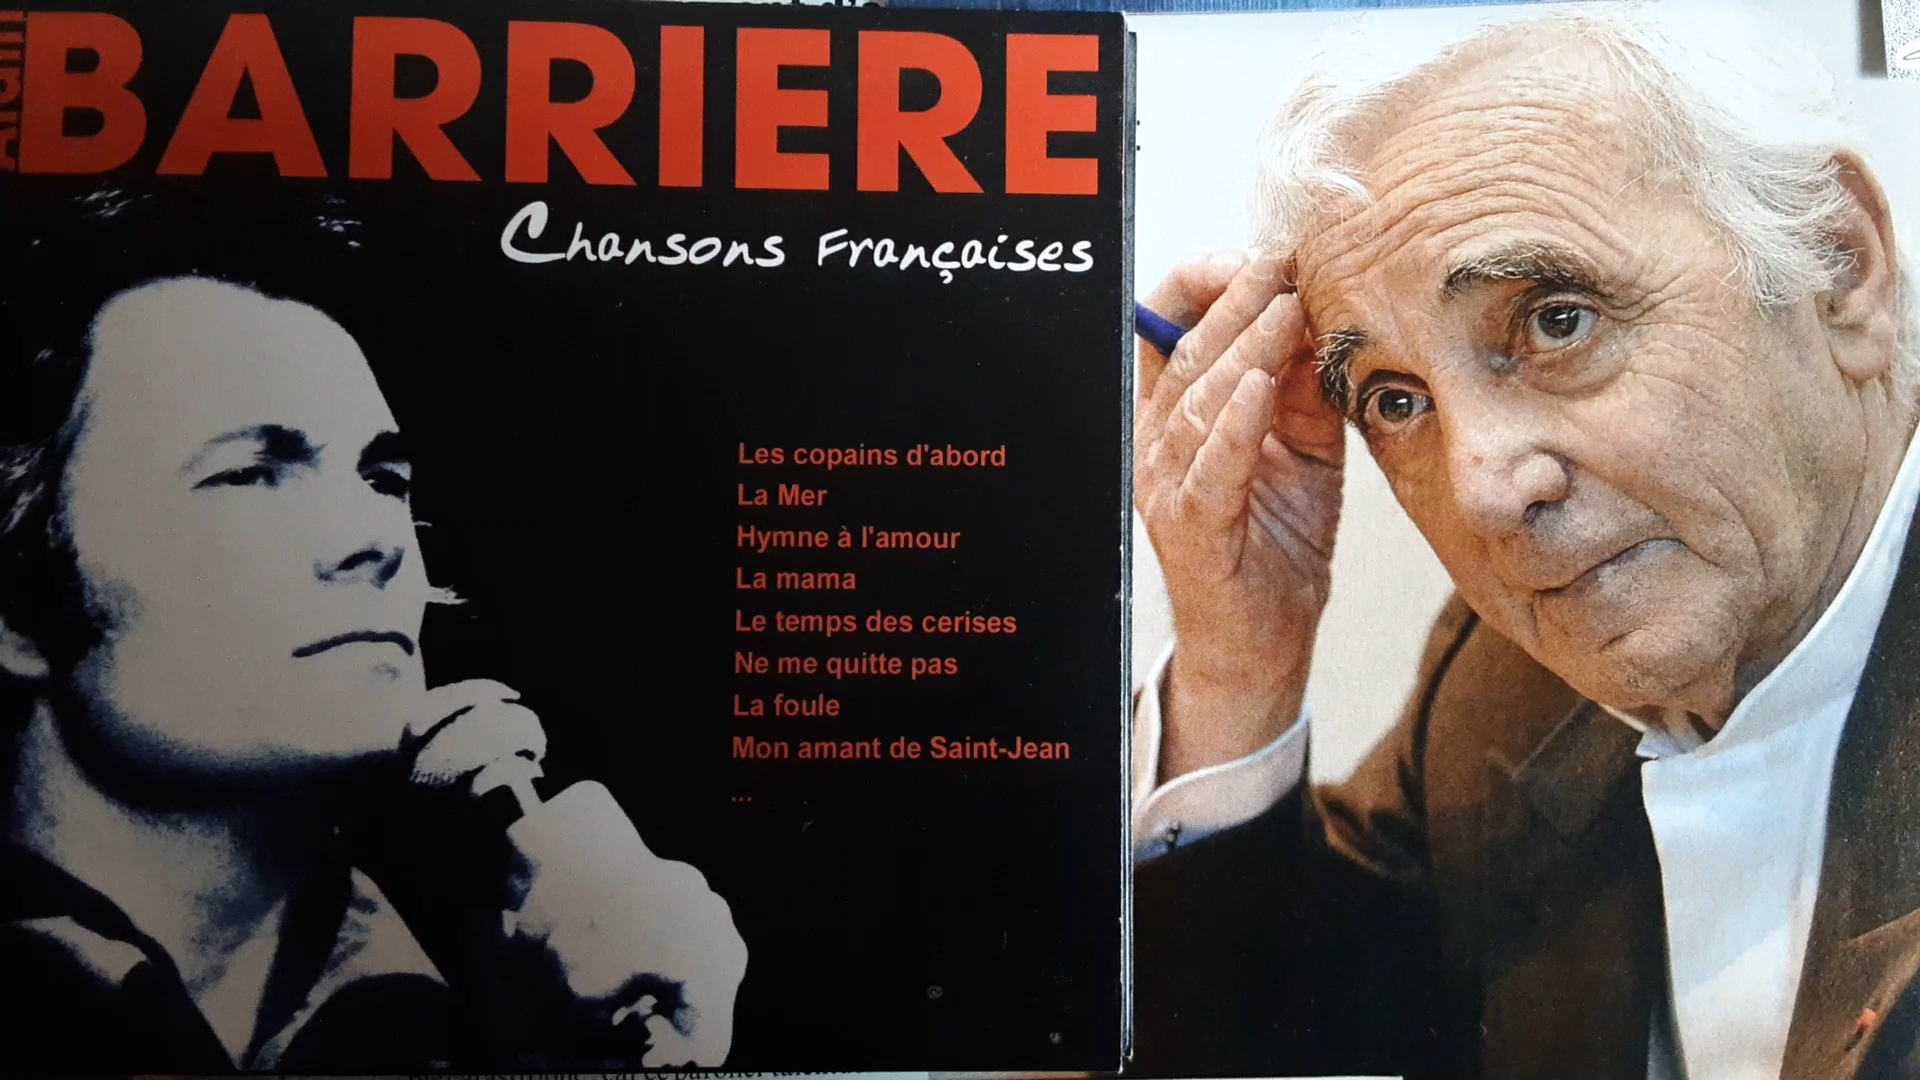 Alain
BARRIERE
Chansons Françaises
Les copains d'abord
La Mer
Hymne à l'amour
La mama
Le temps des cerises
Ne me quitte pas
La foule
Mon amant de Saint-Jean
...